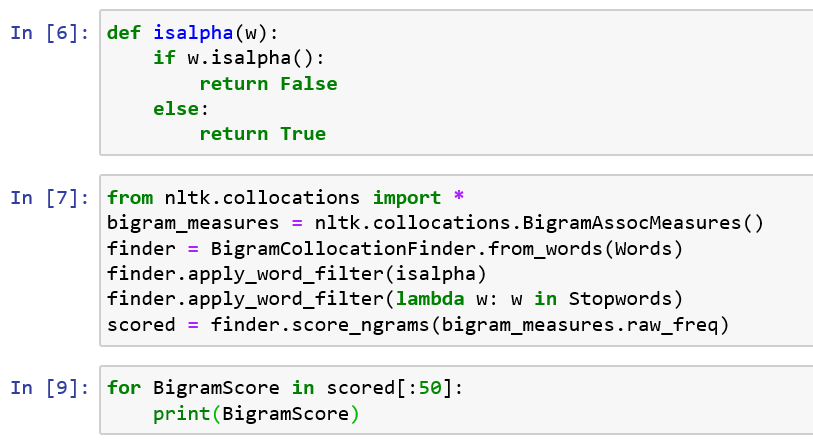 In [6]: def isalpha(w):
    if w.isalpha():
        return False
    else:
        return True
In [7]: from nltk.collocations import *
bigram_measures = nltk.collocations.BigramAssocMeasures()
finder = BigramCollocationFinder.from_words(Words)
finder.apply_word_filter(isalpha)
finder.apply_word_filter(lambda w: w in Stopwords)
scored = finder.score_ngrams(bigram_measures.raw_freq)
In [9]: for BigramScore in scored[:50]:
    print(BigramScore)